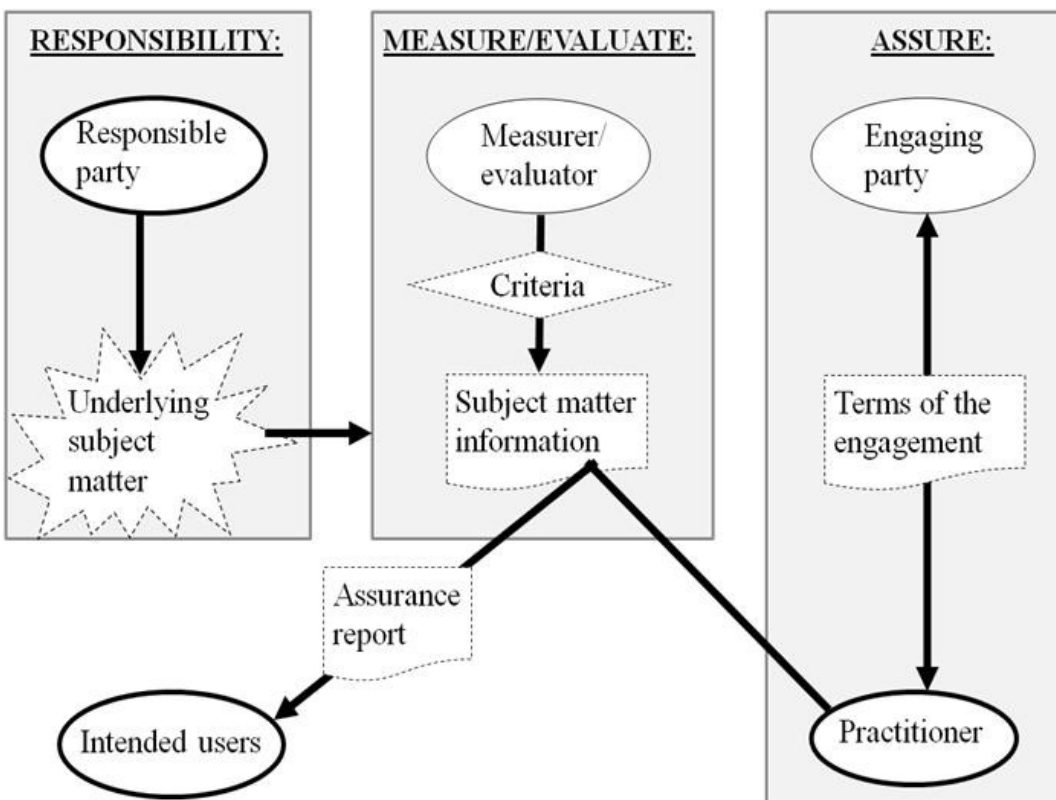 RESPONSIBILITY:
Responsible
party
Underlying
subject
matter
MEASURE/EVALUATE:
Measurer/
evaluator
Criteria
Subject matter
information
ASSURE:
Engaging
party
Terms of the
engagement
Practitioner
Assurance
report
Intended users